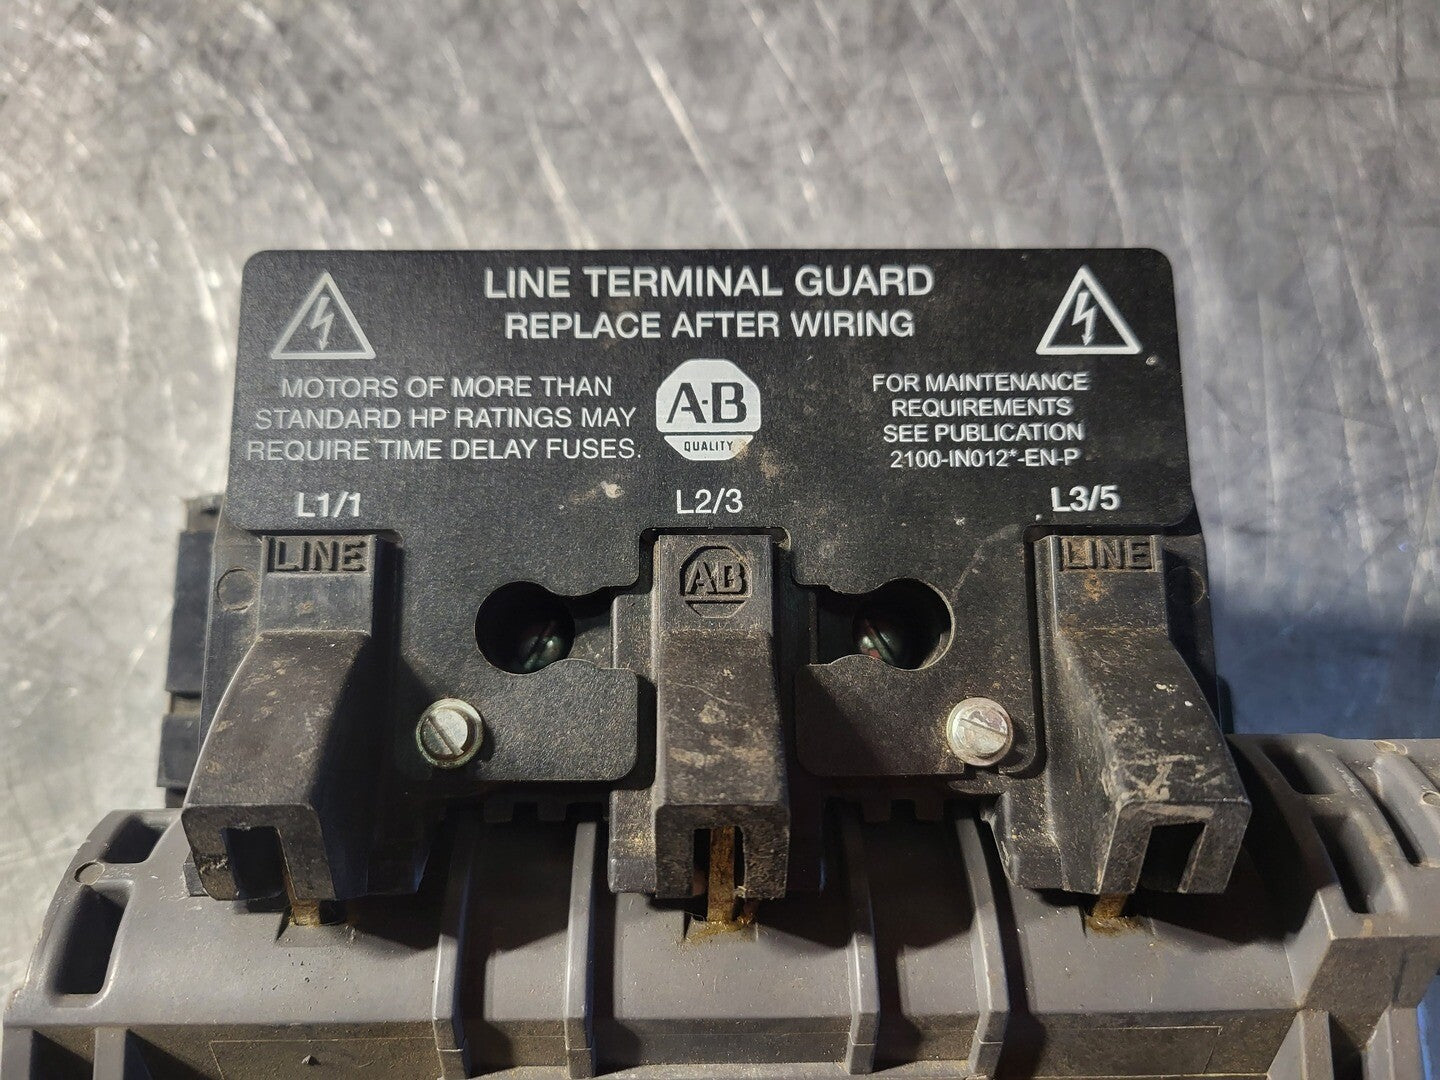 LINE TERMINAL GUARD
REPLACE AFTER WIRING
MOTORS OF MORE THAN
STANDARD HP RATINGS MAY
REQUIRE TIME DELAY FUSES.
A-B
QUALITY
FOR MAINTENANCE
REQUIREMENTS
SEE PUBLICATION
2100-IN012*-EN-P
L1/1
L2/3
L3/5
LINE
AB
LINE